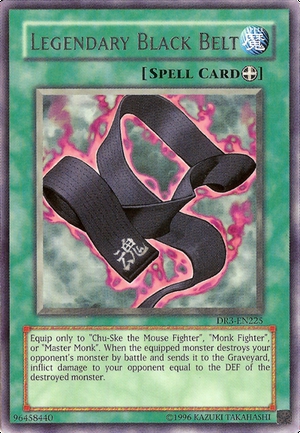 LEGENDARY BLACK BELT 魔
[SPELL CARD]
魂
DR3-EN225
Equip only to "Chu-Ske the Mouse Fighter", "Monk Fighter",
or "Master Monk". When the equipped monster destroys your
opponent's monster by battle and sends it to the Graveyard,
inflict damage to your opponent equal to the DEF of the
destroyed monster.
96458440 ©1996 KAZUKI TAKAHASHI